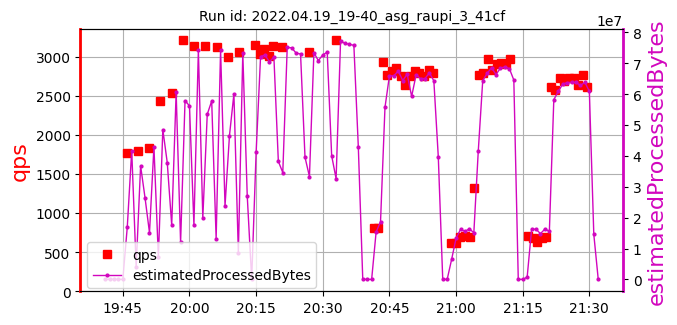 Run id: 2022.04.19_19-40_asg_raupi_3_41cf
1e7
3000
2500
2000
1500
1000
500
0
qps
8
7
6
5
4
3
2
1
0
estimatedProcessedBytes
qps
estimatedProcessedBytes
19:45 20:00 20:15 20:30 20:45 21:00 21:15 21:30